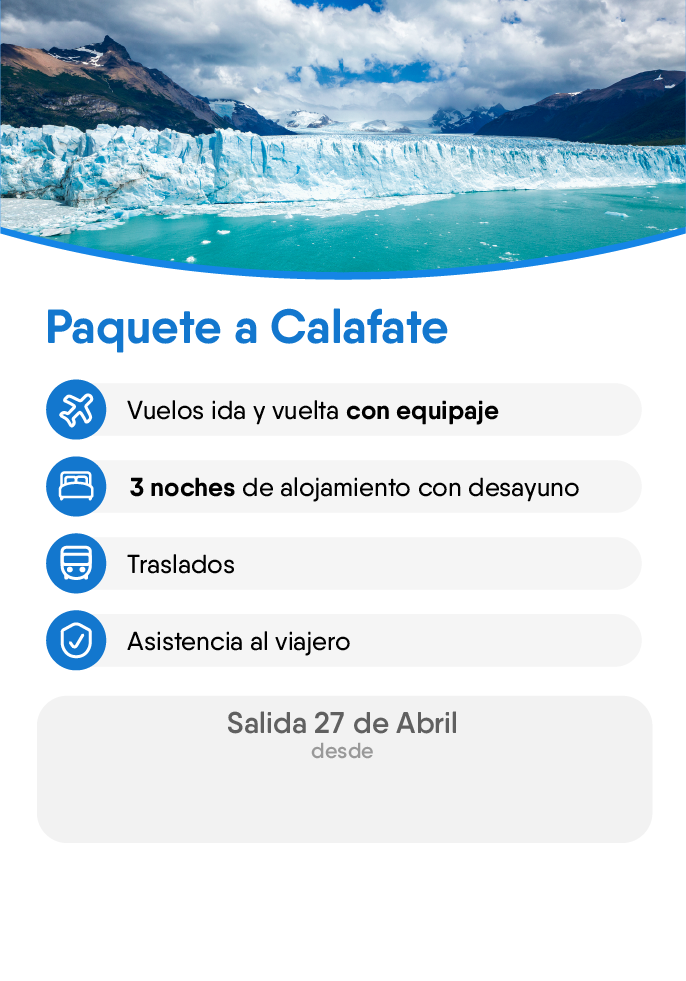 Paquete a Calafate
Vuelos ida y vuelta con equipaje
3 noches de alojamiento con desayuno
Traslados
Asistencia al viajero
Salida 27 de Abril
desde